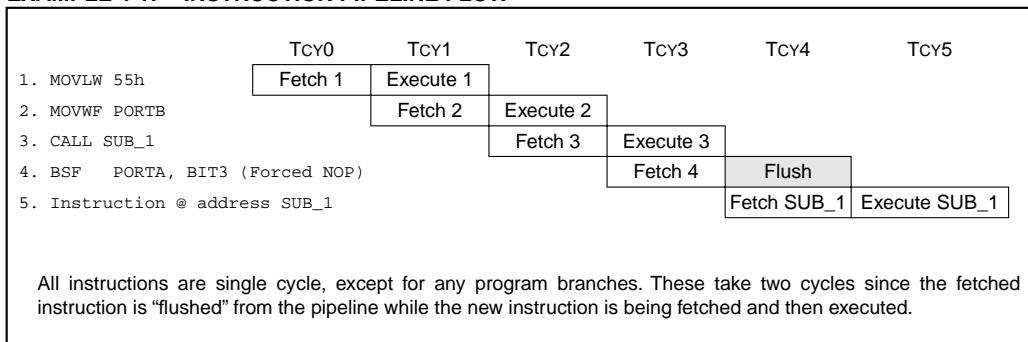 TCY0 TCY1 TCY2 TCY3 TCY4 TCY5
1. MOVLW 55h Fetch 1 Execute 1
2. MOVWF PORTB Fetch 2 Execute 2
3. CALL SUB_1 Fetch 3 Execute 3
4. BSF PORTA, BIT3 (Forced NOP) Fetch 4 Flush
5. Instruction @ address SUB_1 Fetch SUB_1 Execute SUB_1
All instructions are single cycle, except for any program branches. These take two cycles since the fetched
instruction is “flushed” from the pipeline while the new instruction is being fetched and then executed.